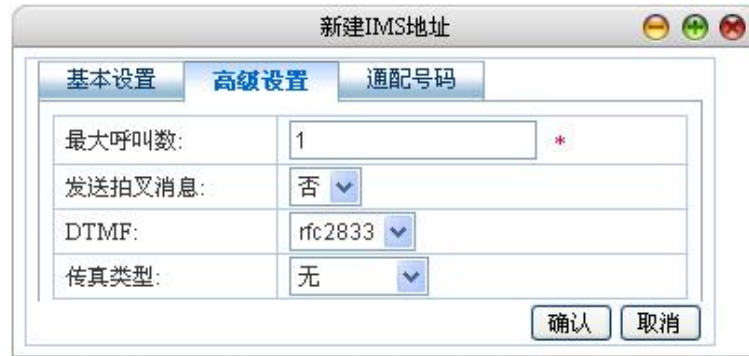 新建IMS地址
基本设置 高级设置 通配号码
最大呼叫数: 1 *
发送拍叉消息: 否
DTMF: rfc2833
传真类型: 无
确认 取消